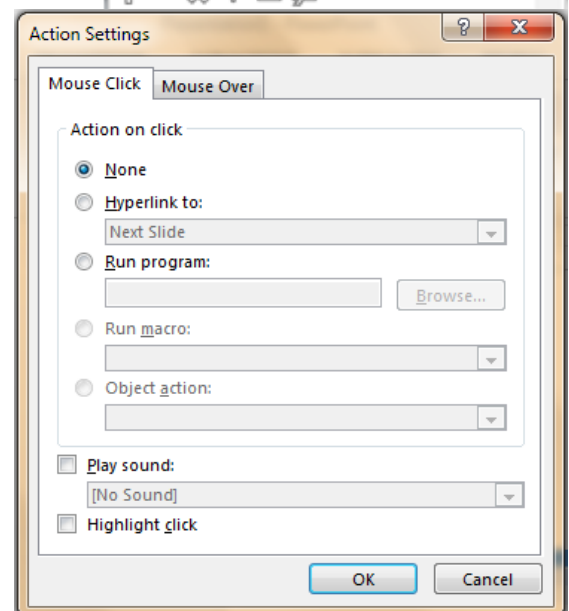 Action Settings
?
X
Mouse Click Mouse Over
Action on click
None
Hyperlink to:
Next Slide
Run program:
Browse...
Run macro:
Object action:
Play sound:
[No Sound]
Highlight click
OK Cancel